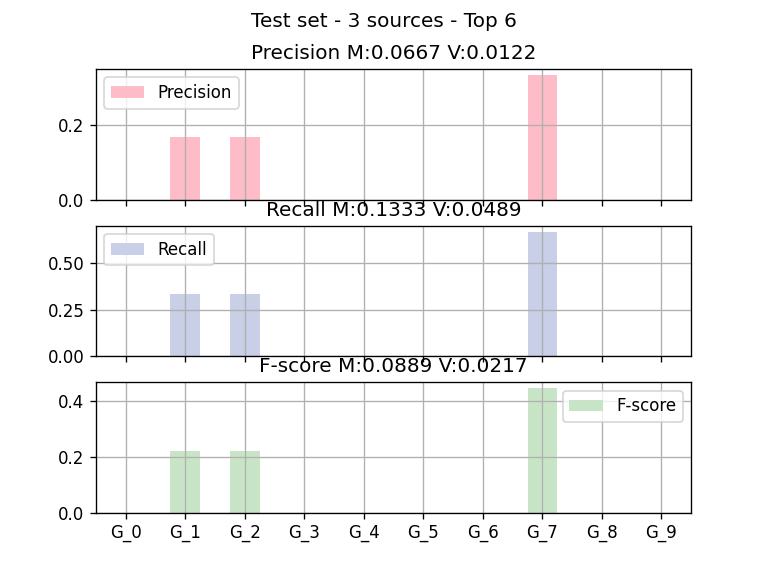 Test set - 3 sources - Top 6
Precision M:0.0667 V:0.0122
Precision
0.2
0.0
Recall M:0.1333 V:0.0489
Recall
0.50
0.25
0.00
F-score M:0.0889 V:0.0217
F-score
0.4
0.2
0.0
G_0 G_1 G_2 G_3 G_4 G_5 G_6 G_7 G_8 G_9